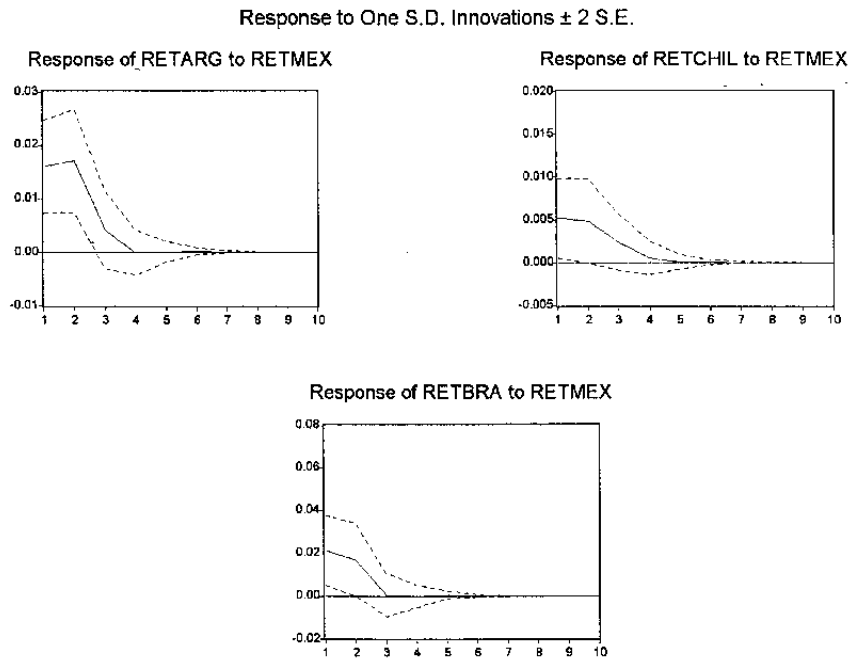 Response to One S.D. Innovations ± 2 S.E.
Response of RETARG to RETMEX
0.03
0.02
0.01
0.00
-0.01
1 2 3 4 5 6 7 8 9 10
Response of RETCHIL to RETMEX
0.020
0.015
0.010
0.005
0.000
-0.005
1 2 3 4 5 6 7 8 9 10
Response of RETBRA to RETMEX
0.08
0.06
0.04
0.02
0.00
-0.02
1 2 3 4 5 6 7 8 9 10